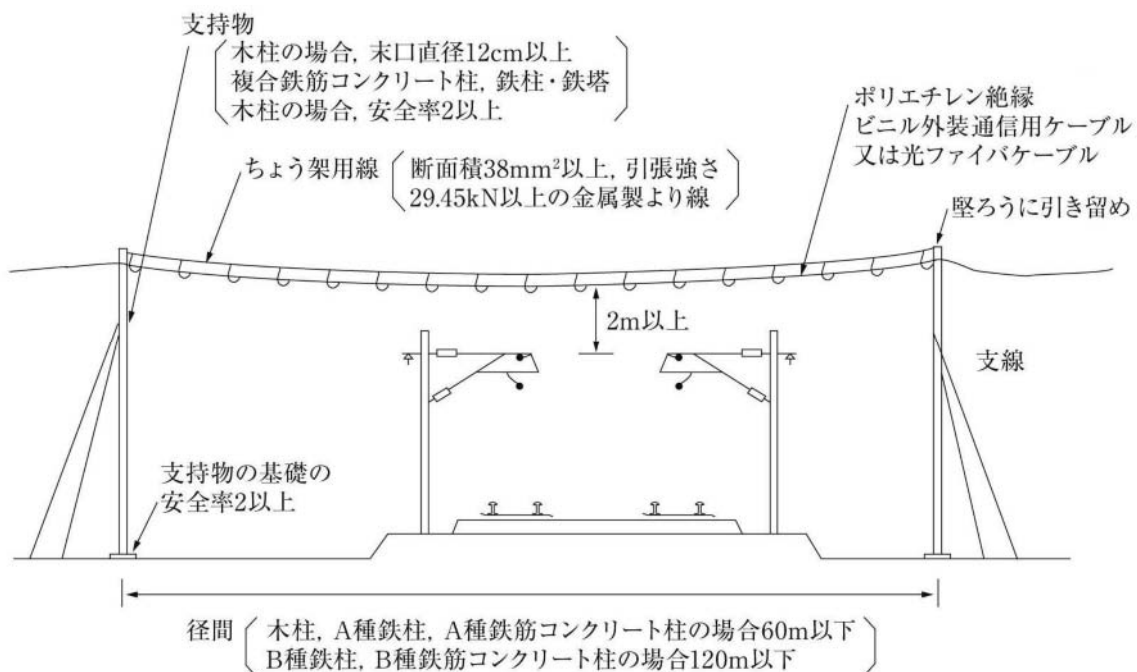 支持物
木柱の場合, 末口直径12cm以上
複合鉄筋コンクリート柱, 鉄柱・鉄塔
木柱の場合, 安全率2以上
ポリエチレン絶縁
ビニル外装通信用ケーブル
又は光ファイバケーブル
ちょう架用線
断面積38mm²以上, 引張強さ
29.45kN以上の金属製より線
堅ろうに引き留め
2m以上
支線
支持物の基礎の
安全率2以上
径間
木柱, A種鉄柱, A種鉄筋コンクリート柱の場合60m以下
B種鉄柱, B種鉄筋コンクリート柱の場合120m以下